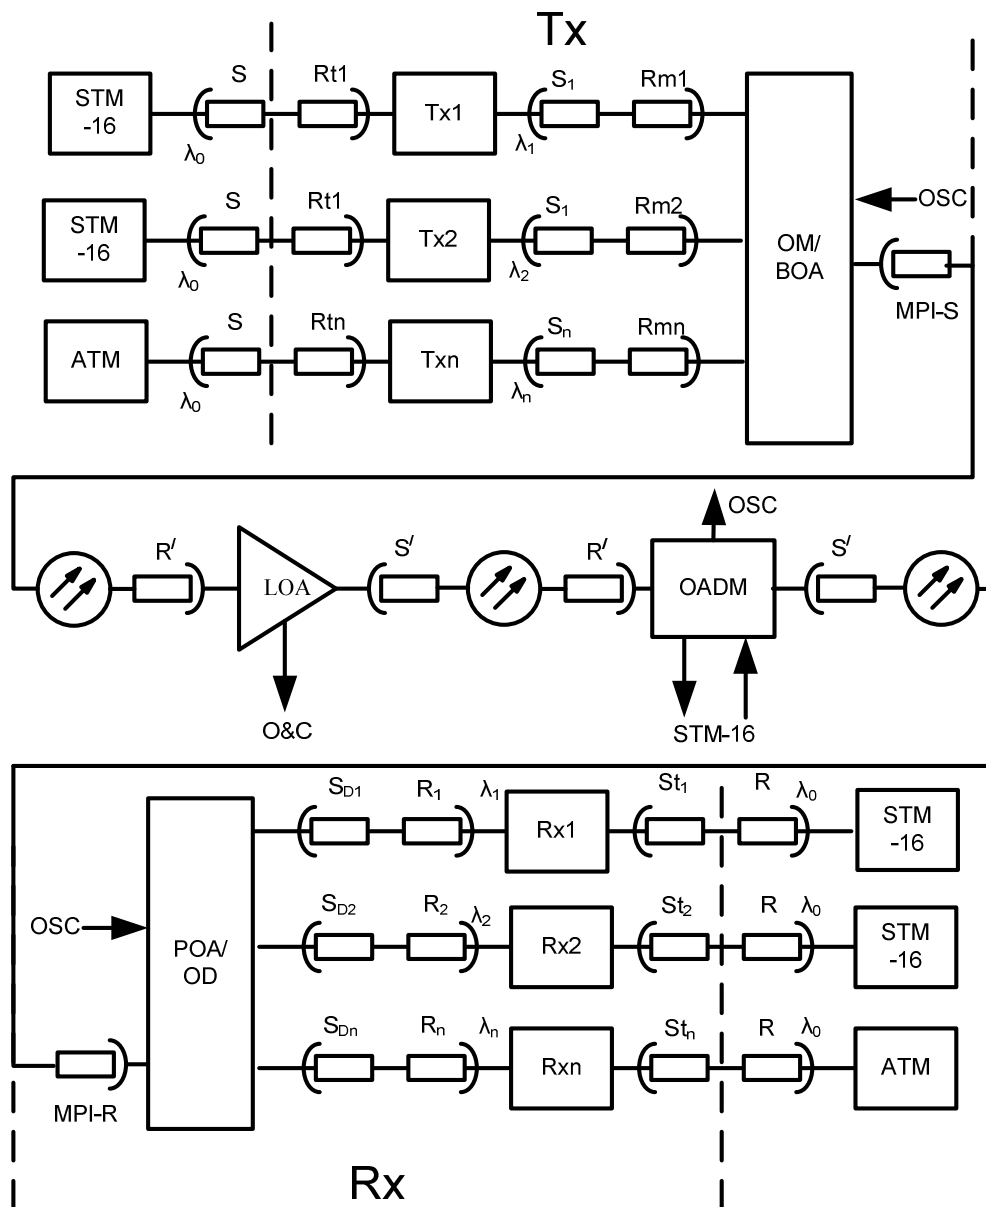 Tx
STM
-16
S
Rt1
Tx1
S₁
Rm1
λ₀
λ₁
OM/
BOA
OSC
MPI-S
STM
-16
S
Rt1
Tx2
S₁
Rm2
λ₀
λ₂
ATM
S
Rtn
Txn
Sₙ
Rmn
λ₀
λₙ
R′
LOA
O&C
S′
R′
OSC
OADM
STM-16
S′
POA/
OD
OSC
MPI-R
S_D1
R₁
λ₁
Rx1
St₁
R
λ₀
STM
-16
S_D2
R₂
λ₂
Rx2
St₂
R
λ₀
STM
-16
S_Dn
Rₙ
λₙ
Rxn
Stₙ
R
λ₀
ATM
Rx